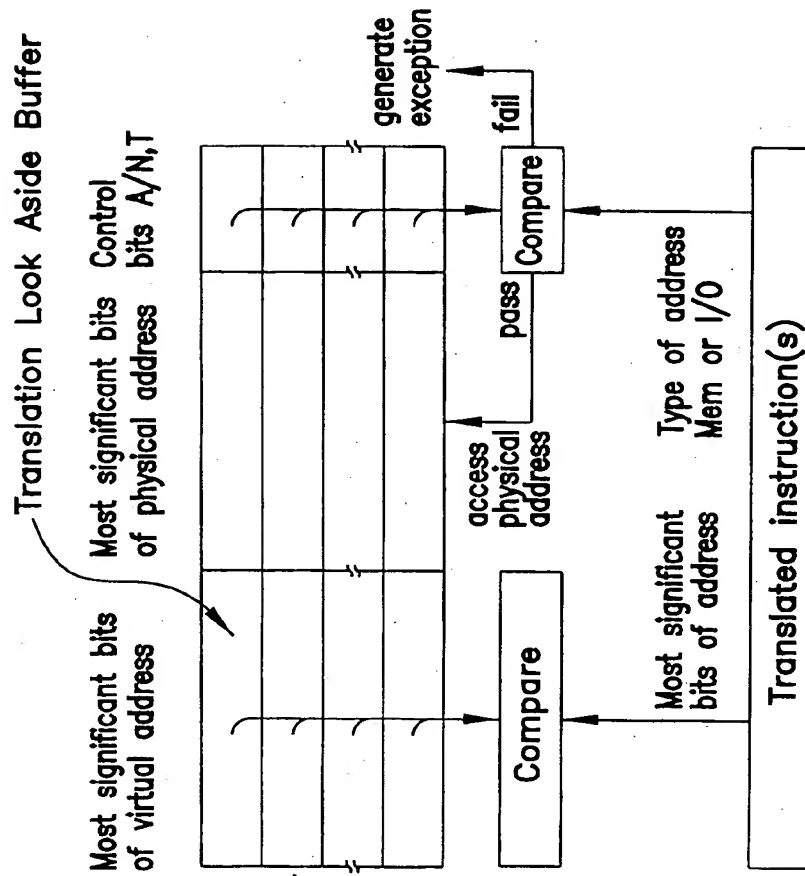 Translation Look Aside Buffer
Most significant bits
of virtual address
Most significant bits
of physical address
Control
bits A/N,T
generate
exception
access
physical
address
pass
fail
Compare
Compare
Most significant
bits of address
Type of address
Mem or I/O
Translated instruction(s)